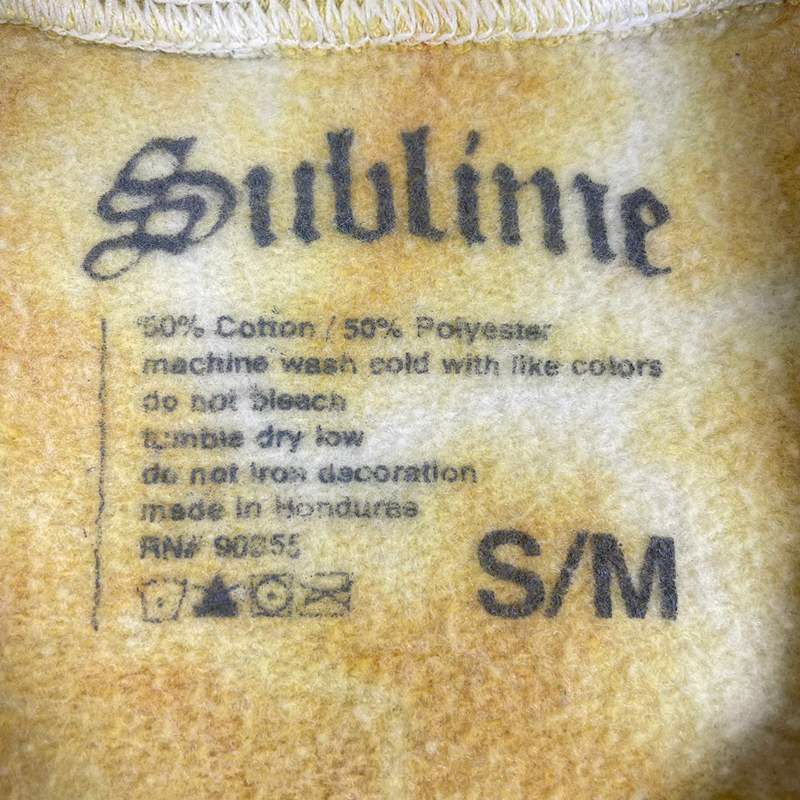 Sublime
50% Cotton / 50% Polyester
machine wash cold with like colors
do not bleach
tumble dry low
do not iron decoration
made in Honduras
RN#
S/M